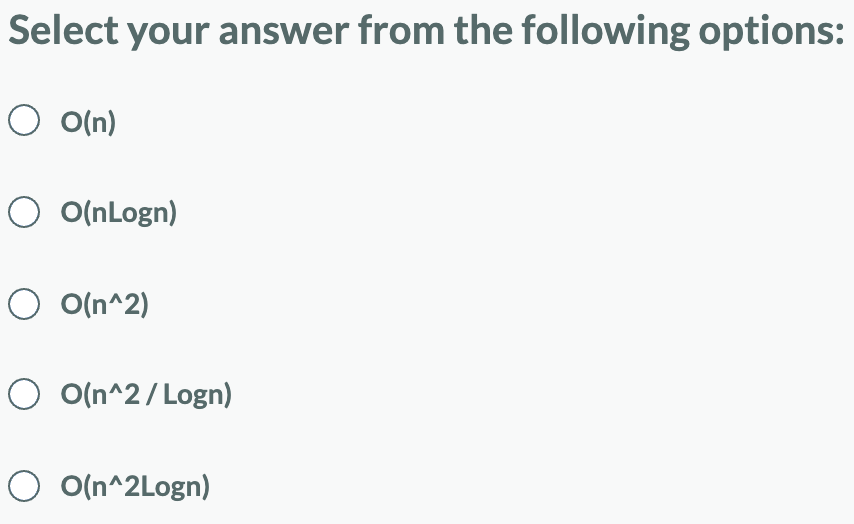 Select your answer from the following options:
O(n)
O(nLogn)
O(n^2)
O(n^2 / Logn)
O(n^2Logn)